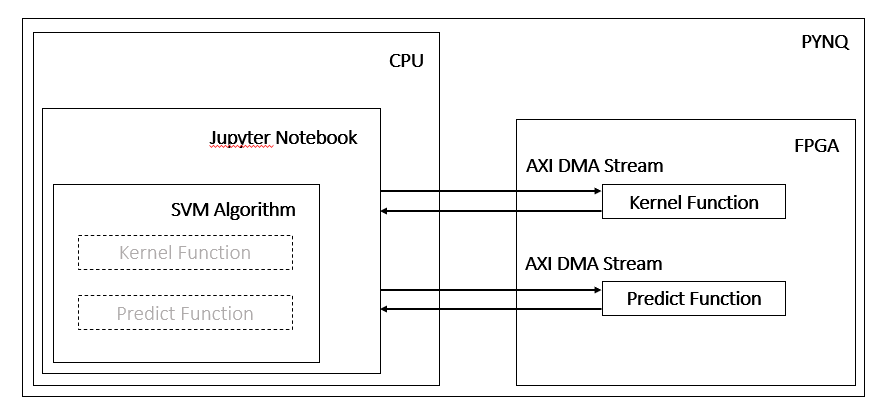 PYNQ
CPU
Jupyter Notebook
FPGA
AXI DMA Stream
SVM Algorithm
Kernel Function
Kernel Function
AXI DMA Stream
Predict Function
Predict Function